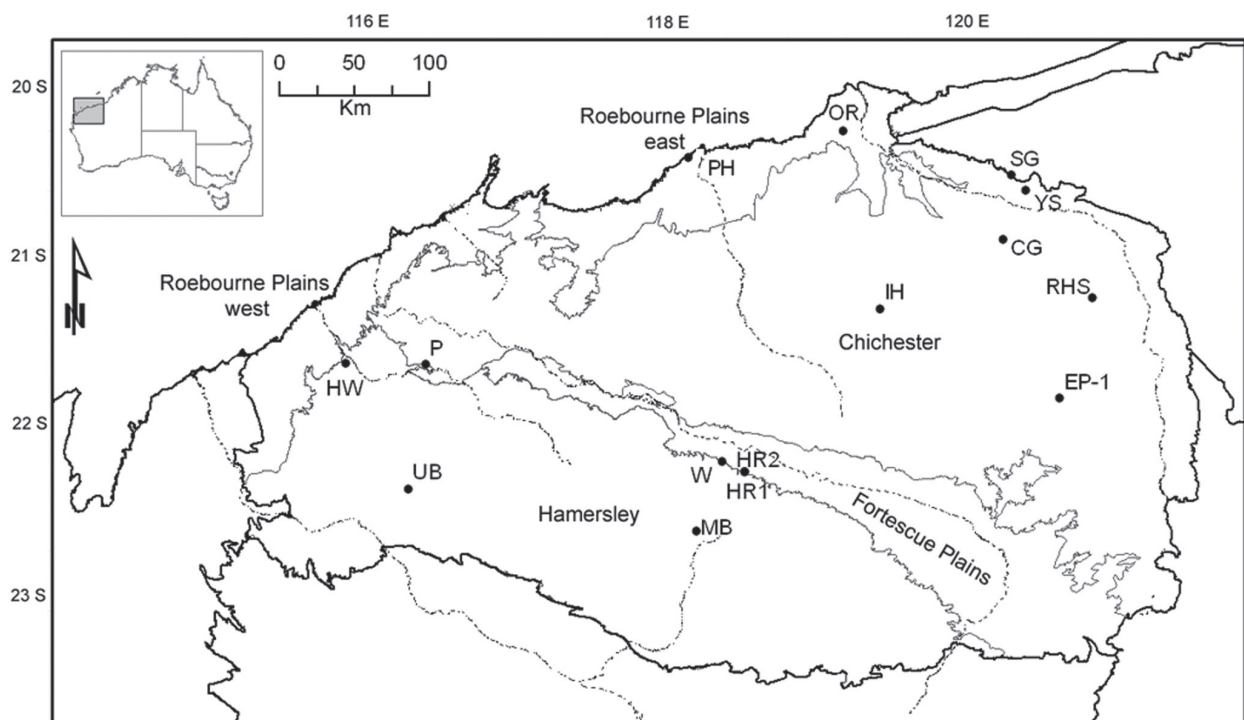 116 E
118 E
120 E
20 S
21 S
22 S
23 S
0
50
100
Km
N
Roebourne Plains
east
OR
PH
SG
YS
CG
Roebourne Plains
west
RHS
IH
Chichester
P
HW
EP-1
UB
W
HR2
HR1
Hamersley
MB
Fortescue Plains